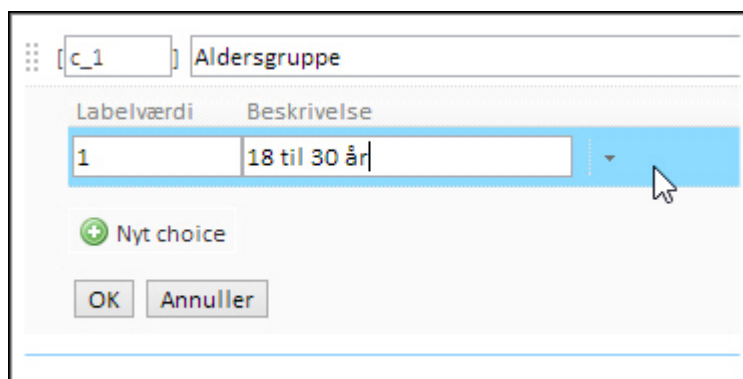 [c_1] Aldersgruppe
Labelværdi Beskrivelse
1 18 til 30 år
Nyt choice
OK Annuller